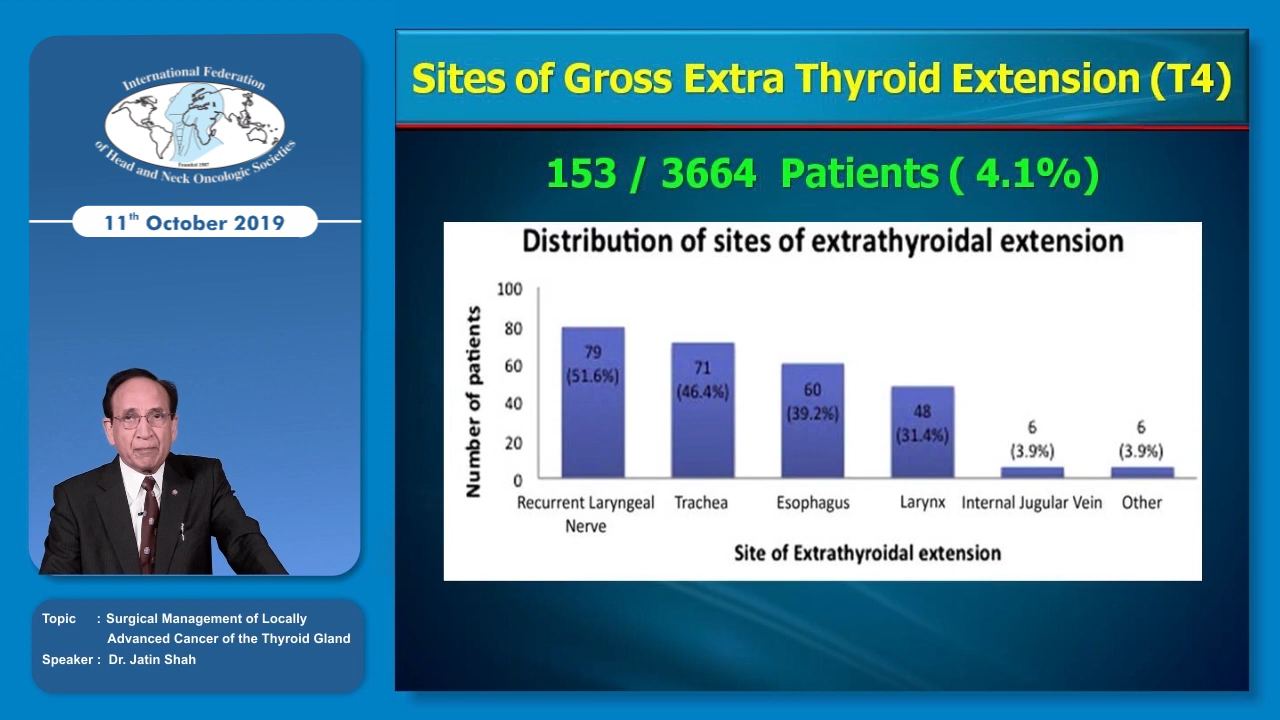 International Federation
of Head and Neck Oncologic Societies
Founded 1987
11th October 2019
Topic : Surgical Management of Locally
Advanced Cancer of the Thyroid Gland
Speaker : Dr. Jatin Shah
Sites of Gross Extra Thyroid Extension (T4)
153 / 3664 Patients ( 4.1%)
Distribution of sites of extrathyroidal extension
Number of patients
100
80
60
40
20
0
79
(51.6%)
71
(46.4%)
60
(39.2%)
48
(31.4%)
6
(3.9%)
6
(3.9%)
Recurrent Laryngeal
Nerve
Trachea
Esophagus
Larynx
Internal Jugular Vein
Other
Site of Extrathyroidal extension